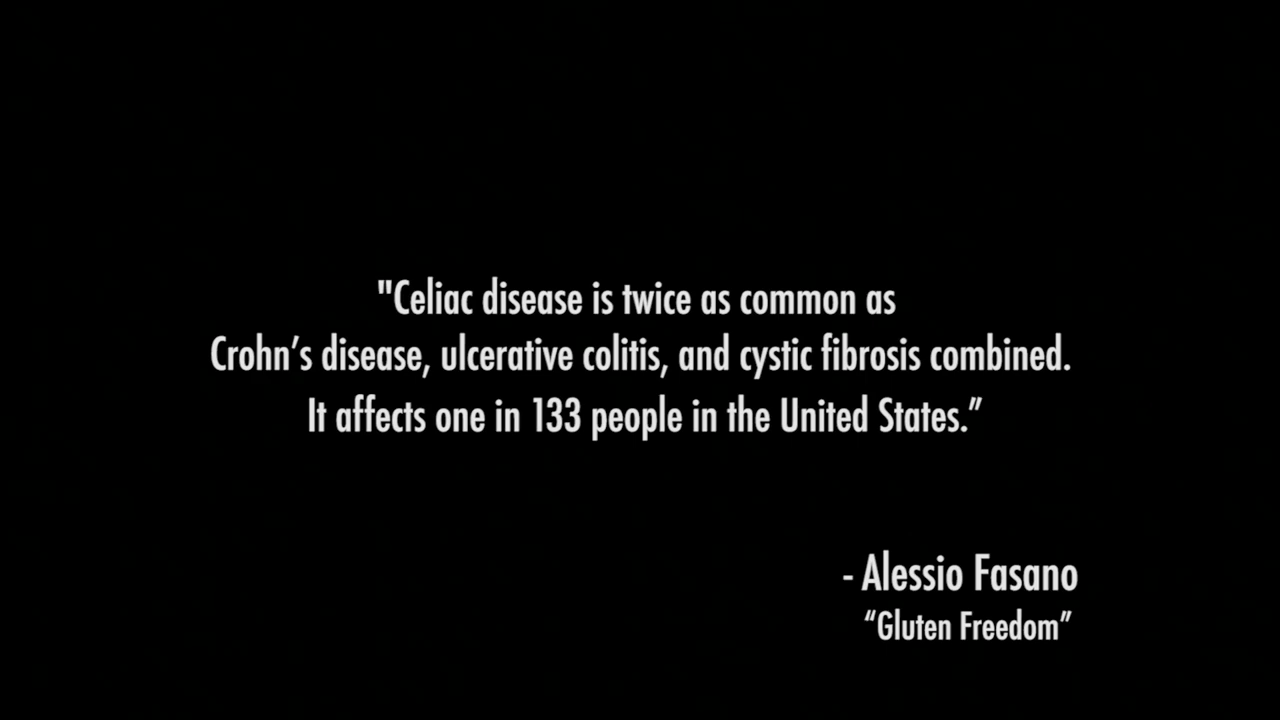 "Celiac disease is twice as common as
Crohn’s disease, ulcerative colitis, and cystic fibrosis combined.
It affects one in 133 people in the United States.”
- Alessio Fasano
“Gluten Freedom”